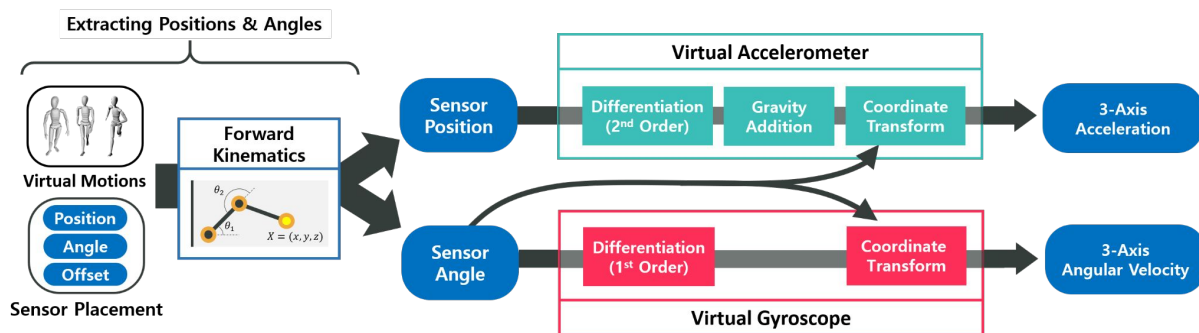 Extracting Positions & Angles
Virtual Motions
Position
Angle
Offset
Sensor Placement
Forward
Kinematics
θ₂
θ₁
X = (x, y, z)
Sensor
Position
Sensor
Angle
Virtual Accelerometer
Differentiation
(2nd Order)
Gravity
Addition
Coordinate
Transform
3-Axis
Acceleration
Differentiation
(1st Order)
Coordinate
Transform
Virtual Gyroscope
3-Axis
Angular Velocity